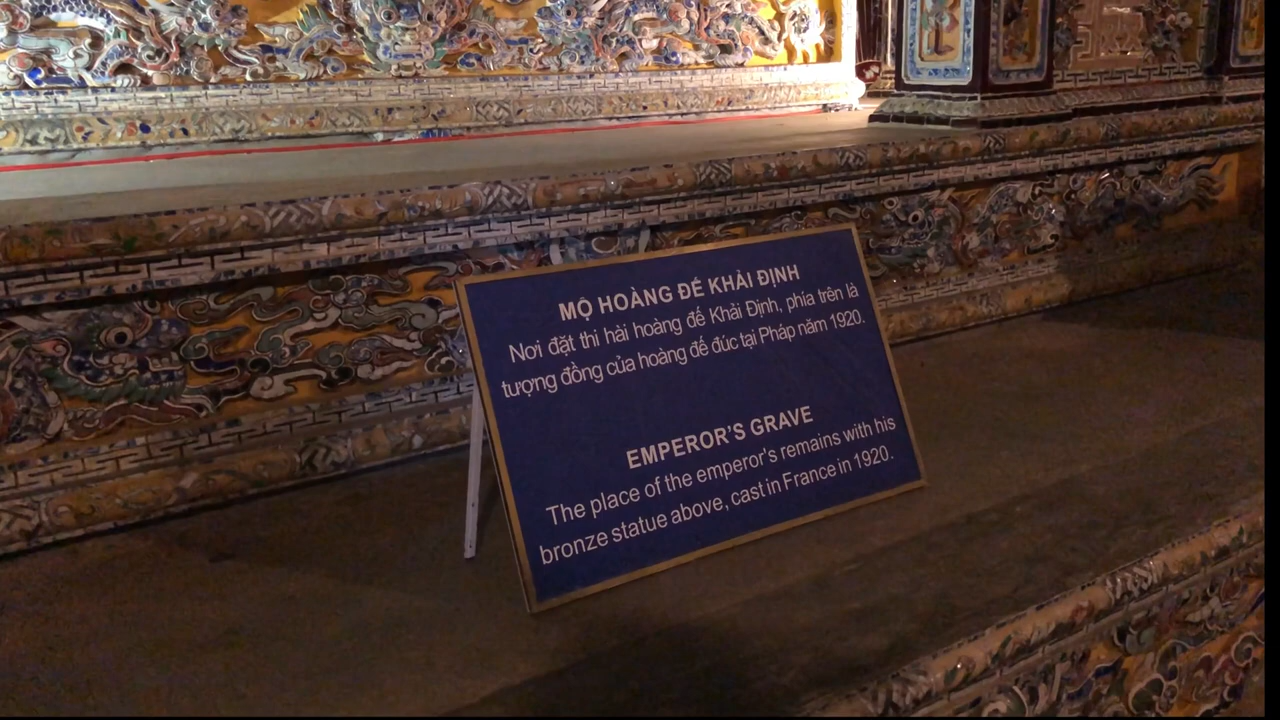 MỘ HOÀNG ĐẾ KHẢI ĐỊNH
Nơi đặt thi hài hoàng đế Khải Định, phía trên là
tượng đồng của hoàng đế đúc tại Pháp năm 1920.
EMPEROR'S GRAVE
The place of the emperor's remains with his
bronze statue above, cast in France in 1920.